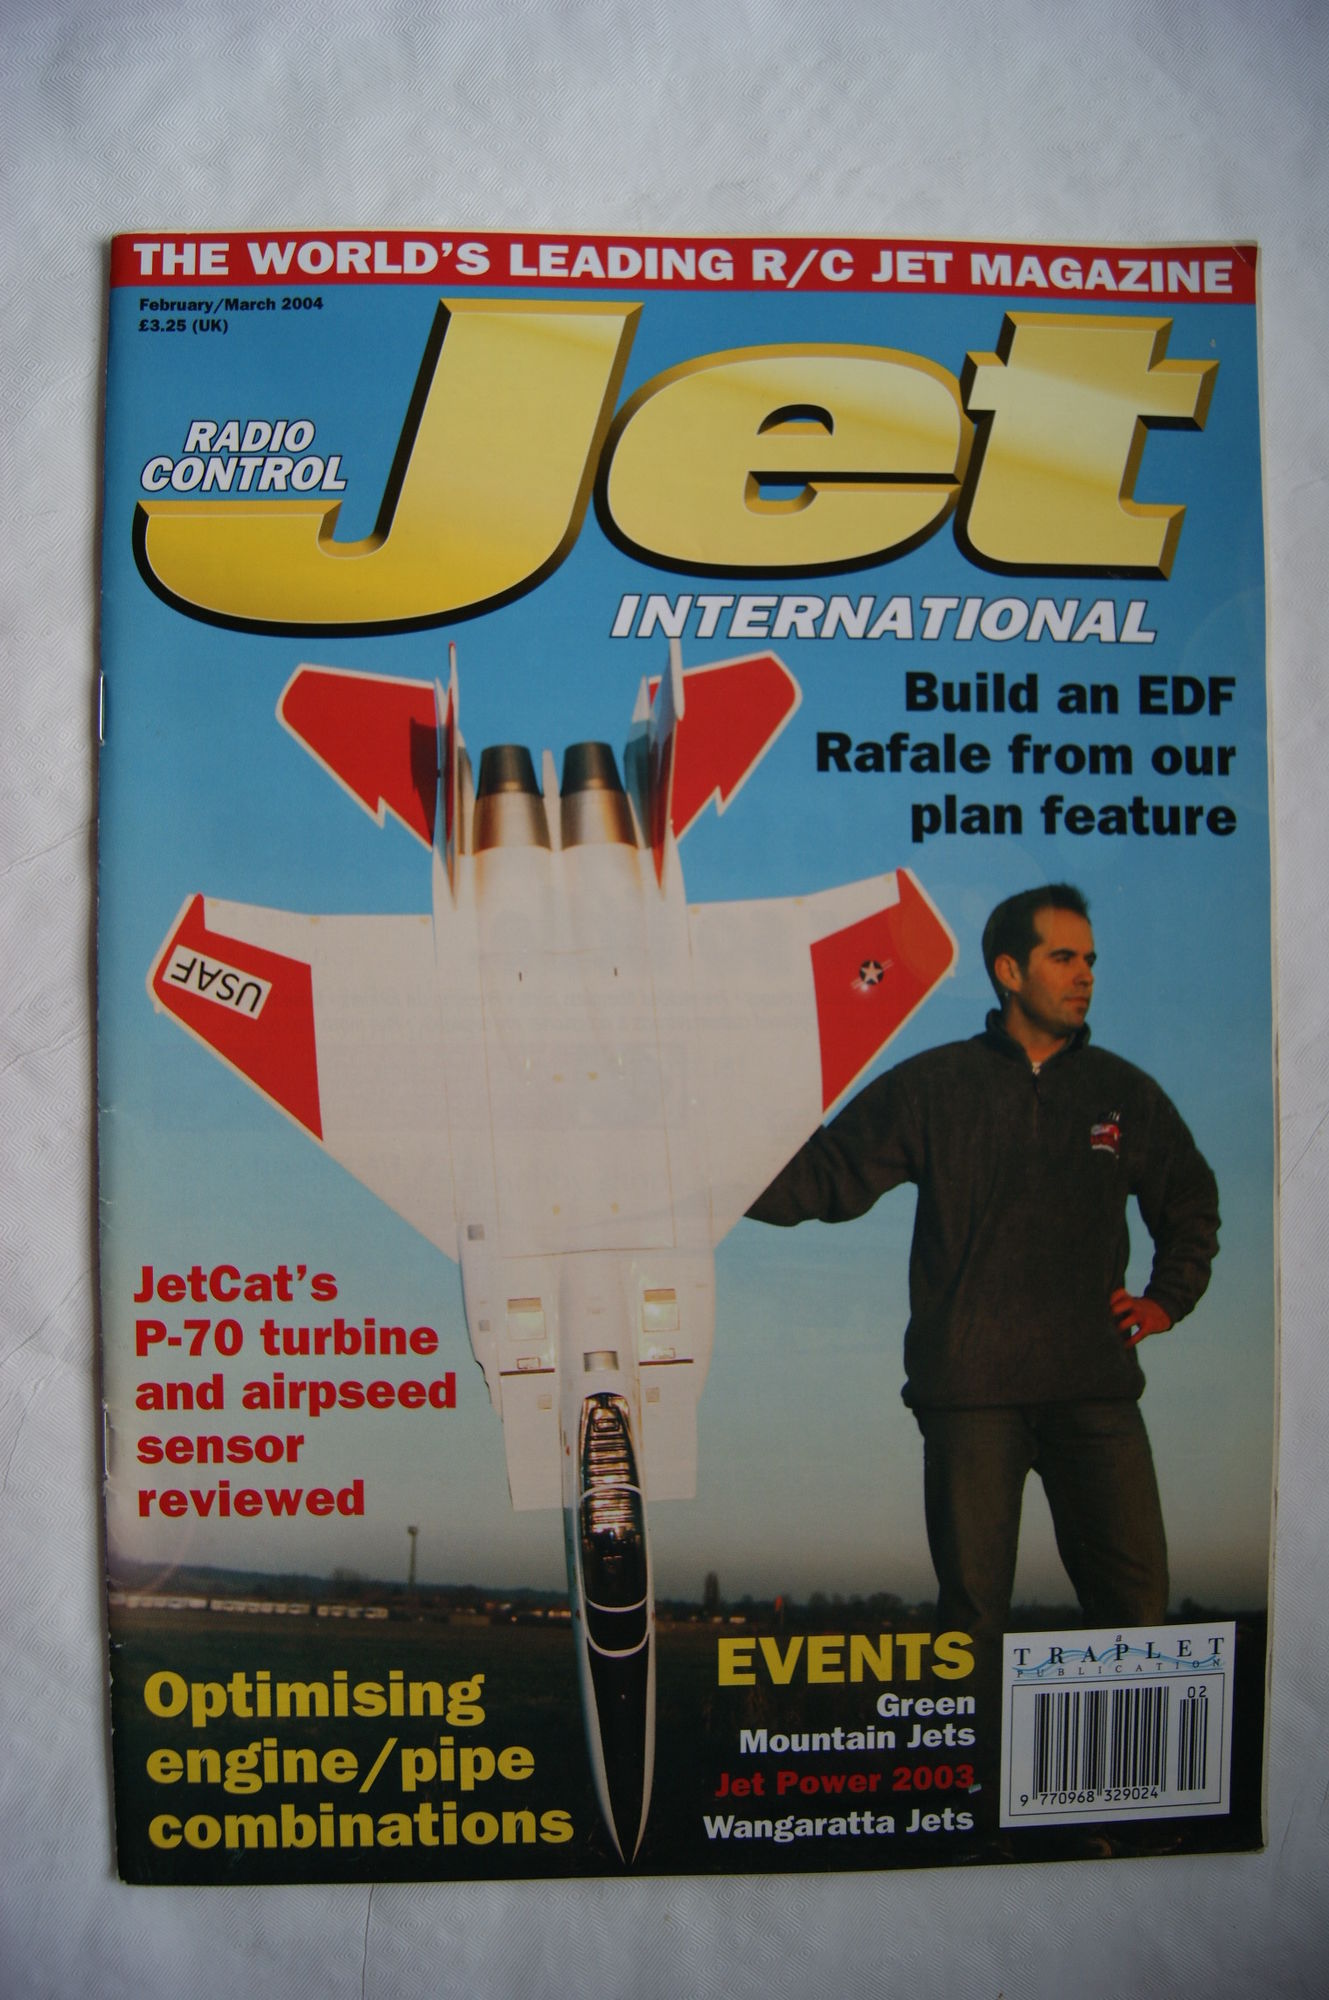 THE WORLD'S LEADING R/C JET MAGAZINE
February/March 2004
£3.25 (UK)
RADIO
CONTROL
Jet
INTERNATIONAL
Build an EDF
Rafale from our
plan feature
USAF
JetCat's
P-70 turbine
and airpseed
sensor
reviewed
Optimising
engine/pipe
combinations
EVENTS
Green
Mountain Jets
Jet Power 2003
Wangaratta Jets
a
TRAPLET
PUBLICATION
02
9 770968 329024